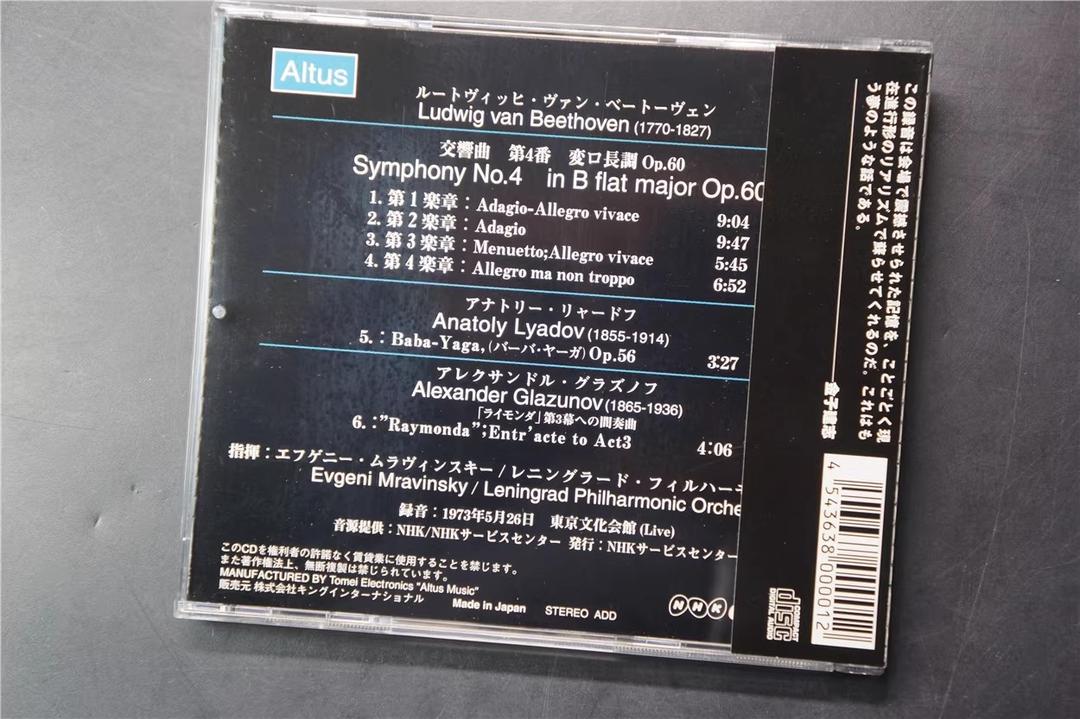 Altus
ルートヴィッヒ・ヴァン・ベートーヴェン
Ludwig van Beethoven (1770-1827)
交響曲 第4番 変ロ長調 Op.60
Symphony No.4 in B flat major Op.60
1. 第1楽章：Adagio-Allegro vivace 9:04
2. 第2楽章：Adagio 9:47
3. 第3楽章：Menuetto;Allegro vivace 5:45
4. 第4楽章：Allegro ma non troppo 6:52
アナトリー・リャードフ
Anatoly Lyadov (1855-1914)
5.：Baba-Yaga,(バーバ・ヤーガ) Op.56 3:27
アレクサンドル・グラズノフ
Alexander Glazunov (1865-1936)
「ライモンダ」第3幕への間奏曲
6.："Raymonda";Entr'acte to Act3 4:06
指揮：エフゲニー・ムラヴィンスキー/レニングラード・フィルハー
Evgeni Mravinsky / Leningrad Philharmonic Orche
録音：1973年5月26日 東京文化会館 (Live)
音源提供：NHK/NHKサービスセンター 発行：NHKサービスセンター
このCDを権利者の許諾なく賃貸業に使用することを禁じます。
また著作権法上、無断複製は禁じられています。
MANUFACTURED BY Tomei Electronics "Altus Music"
販売元 株式会社キングインターナショナル
Made in Japan STEREO ADD
NHK
この録音は会場で震撼させられた記憶を、ことごとく現
在進行形のリアリズムで蘇らせてくれるのだ。これはも
う夢のような話である。
金子建志
4 543638 000012
COMPACT
disc
DIGITAL AUDIO